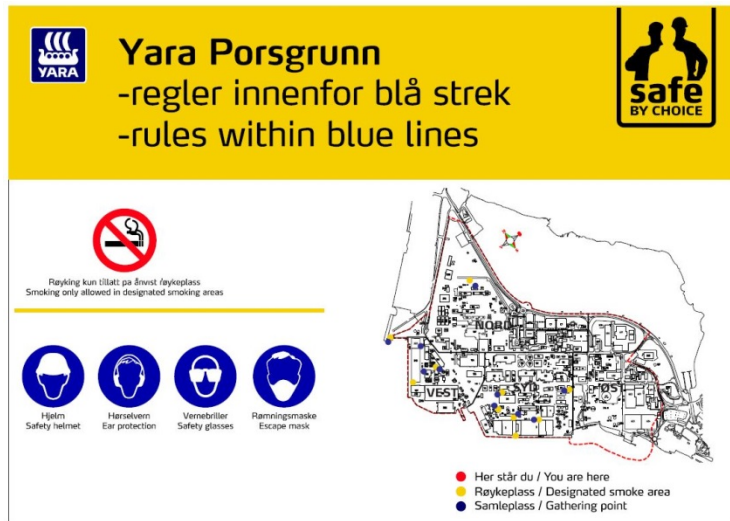 YARA
Yara Porsgrunn
-regler innenfor blå strek
-rules within blue lines
safe
BY CHOICE
Røyking kun tillatt pa ånvist røykeplass
Smoking only allowed in designated smoking areas
NORD
VEST
SYD
ØST
Hjelm
Safety helmet
Hørselvern
Ear protection
Vernebriller
Safety glasses
Rømningsmaske
Escape mask
Her står du / You are here
Røykeplass / Designated smoke area
Samleplass / Gathering point